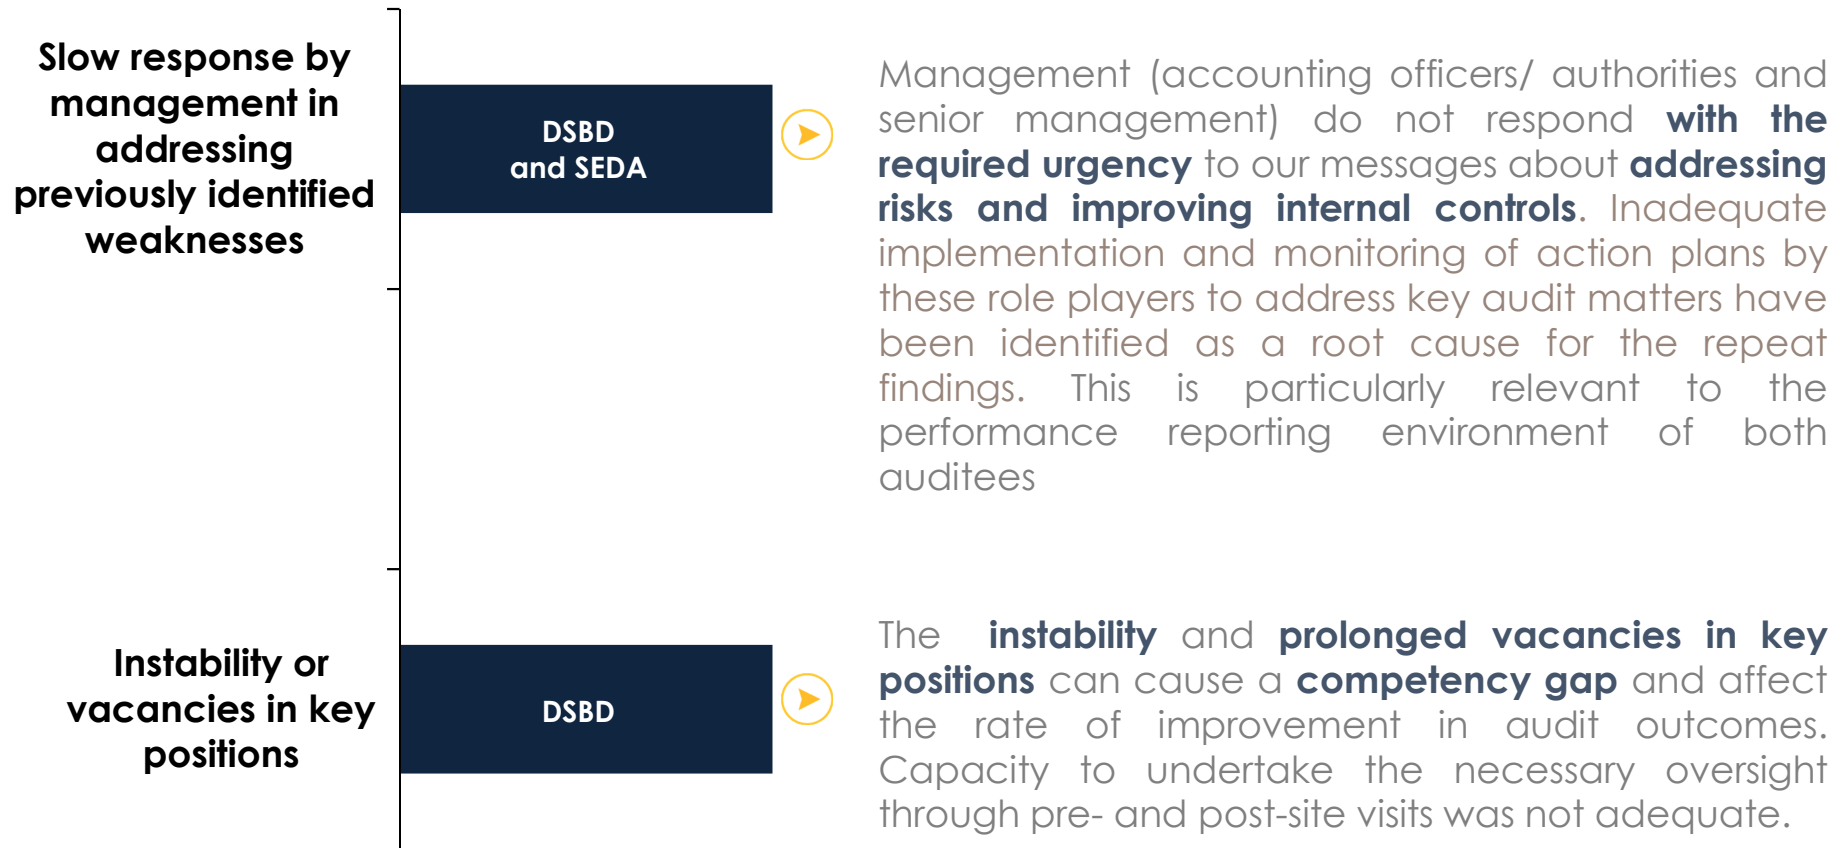 Slow response by
management in
addressing
previously identified
weaknesses
DSBD
and SEDA
Management (accounting officers/ authorities and
senior management) do not respond with the
required urgency to our messages about addressing
risks and improving internal controls. Inadequate
implementation and monitoring of action plans by
these role players to address key audit matters have
been identified as a root cause for the repeat
findings. This is particularly relevant to the
performance reporting environment of both
auditees
Instability or
vacancies in key
positions
DSBD
The instability and prolonged vacancies in key
positions can cause a competency gap and affect
the rate of improvement in audit outcomes.
Capacity to undertake the necessary oversight
through pre- and post-site visits was not adequate.